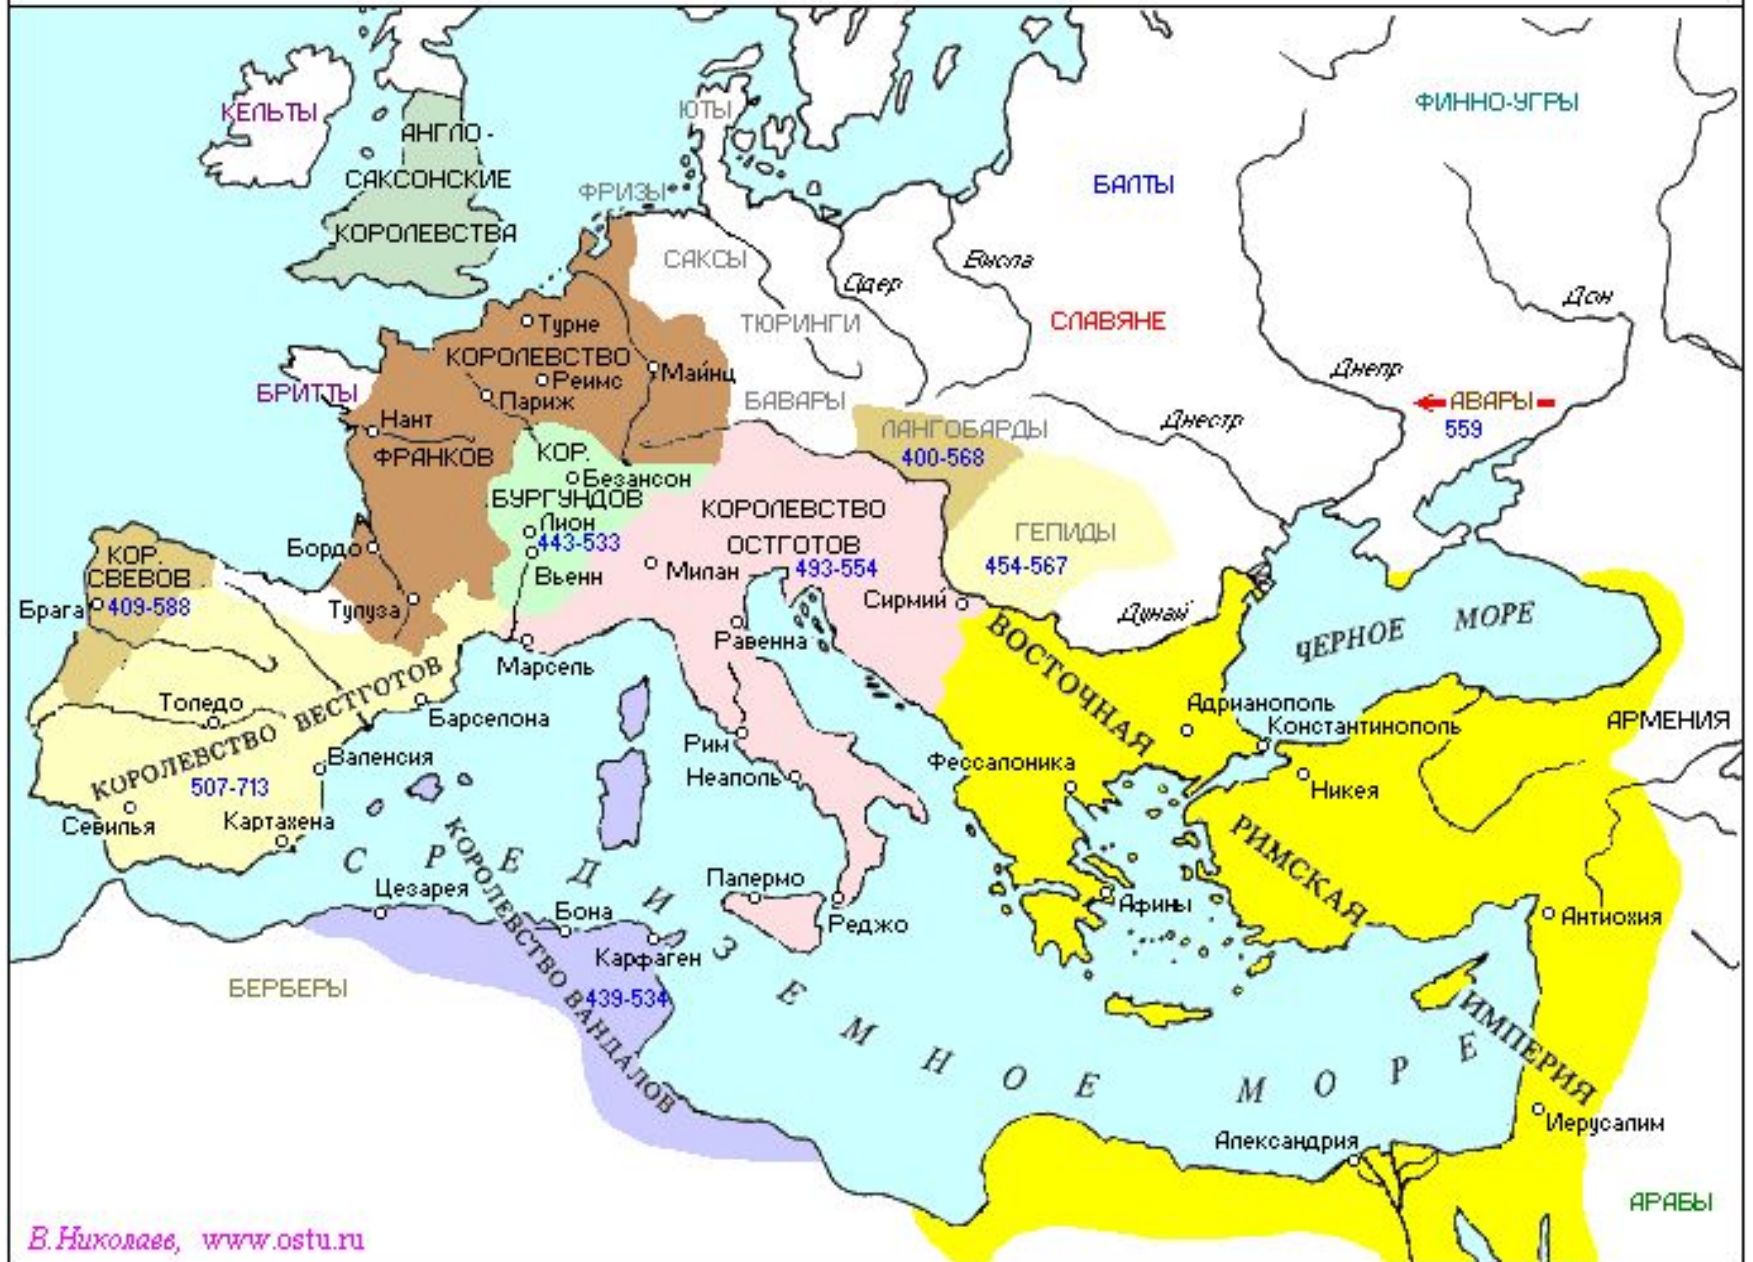 КЕЛЬТЫ
АНГЛО-
САКСОНСКИЕ
КОРОЛЕВСТВА
ЮТЫ
ФРИЗЫ
САКСЫ
ТЮРИНГИ
БАВАРЫ
БАЛТЫ
ФИННО-УГРЫ
СЛАВЯНЕ
Одер
Висла
Дон
Днепр
Днестр
АВАРЫ
559
БРИТТЫ
Турне
КОРОЛЕВСТВО
Реимс
Майнц
Париж
Нант
ФРАНКОВ
КОР.
Безансон
БУРГУНДОВ
Лион
443-533
Вьенн
ЛАНГОБАРДЫ
400-568
ГЕПИДЫ
454-567
КОРОЛЕВСТВО
ОСТГОТОВ
493-554
Милан
Сирмий
Равенна
Дунай
Бордо
Тулуза
КОР.
СВЕВОВ
Брага
409-588
Марсель
Толедо
Барселона
Валенсия
КОРОЛЕВСТВО ВЕСТГОТОВ
507-713
Севилья
Картахена
Рим
Неаполь
Палермо
Реджо
ЧЕРНОЕ МОРЕ
ВОСТОЧНАЯ
РИМСКАЯ
ИМПЕРИЯ
Адрианополь
Константинополь
АРМЕНИЯ
Фессалоника
Никея
Афины
Антиохия
СРЕДИЗЕМНОЕ МОРЕ
Цезарея
Бона
Карфаген
КОРОЛЕВСТВО ВАНДАЛОВ
439-534
БЕРБЕРЫ
Александрия
Иерусалим
АРАБЫ
В.Николаев, www.ostu.ru